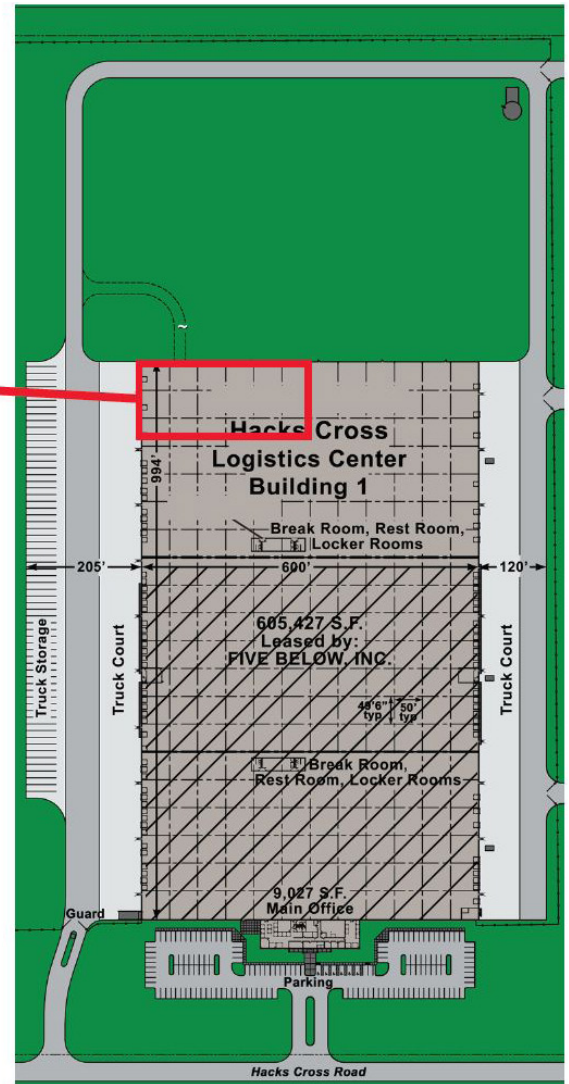 Hacks Cross
Logistics Center
Building 1
994'
Break Room, Rest Room,
Locker Rooms
205'
600'
120'
605,427 S.F.
Leased by:
FIVE BELOW, INC.
Truck Storage
Truck Court
Truck Court
49'6" 50'
typ typ
Break Room,
Rest Room, Locker Rooms
9,027 S.F.
Main Office
Guard
Parking
Hacks Cross Road